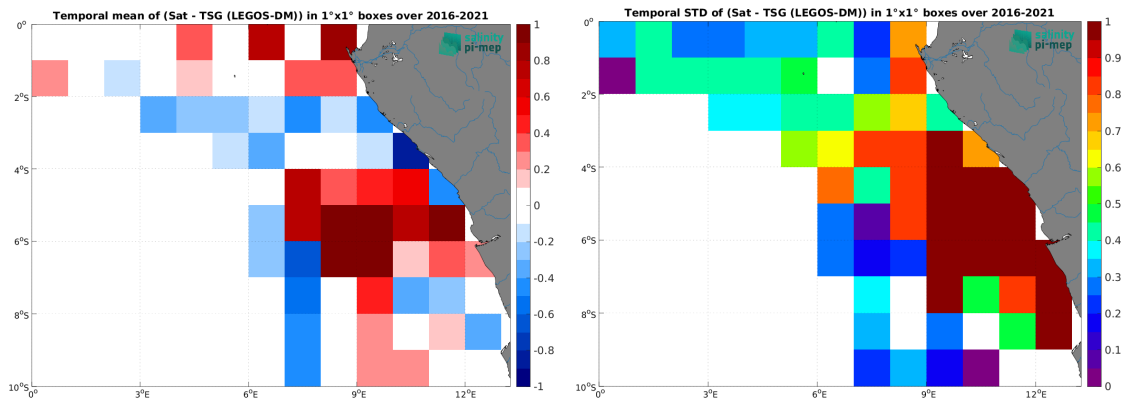 Temporal mean of (Sat - TSG (LEGOS-DM)) in 1°x1° boxes over 2016-2021
salinity
pi-mep
0°
2°S
4°S
6°S
8°S
10°S
0°
3°E
6°E
9°E
12°E
1
0.8
0.6
0.4
0.2
0
-0.2
-0.4
-0.6
-0.8
-1
Temporal STD of (Sat - TSG (LEGOS-DM)) in 1°x1° boxes over 2016-2021
salinity
pi-mep
0°
2°S
4°S
6°S
8°S
10°S
0°
3°E
6°E
9°E
12°E
1
0.9
0.8
0.7
0.6
0.5
0.4
0.3
0.2
0.1
0